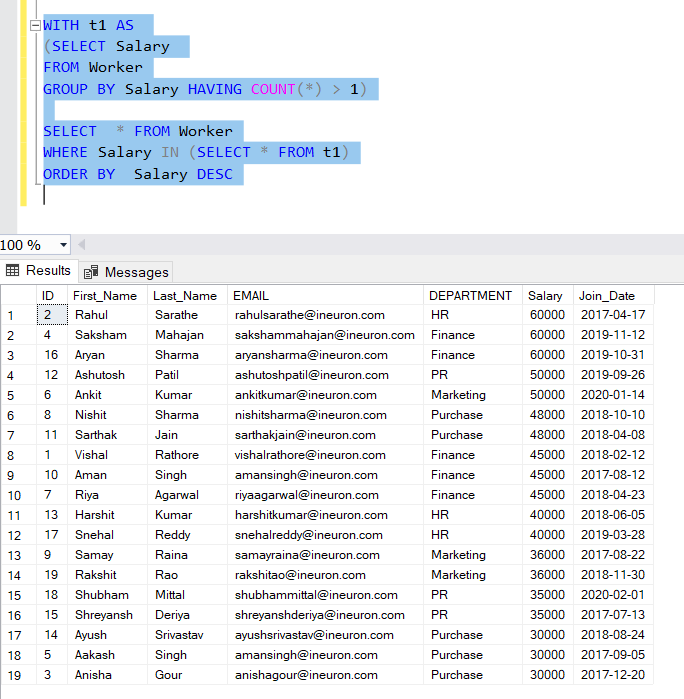 WITH t1 AS
(SELECT Salary
FROM Worker
GROUP BY Salary HAVING COUNT(*) > 1)
SELECT  * FROM Worker
WHERE Salary IN (SELECT * FROM t1)
ORDER BY  Salary DESC
100 %
Results Messages
ID First_Name Last_Name EMAIL DEPARTMENT Salary Join_Date
1 2 Rahul Sarathe rahulsarathe@ineuron.com HR 60000 2017-04-17
2 4 Saksham Mahajan sakshammahajan@ineuron.com Finance 60000 2019-11-12
3 16 Aryan Sharma aryansharma@ineuron.com Finance 60000 2019-10-31
4 12 Ashutosh Patil ashutoshpatil@ineuron.com PR 50000 2019-09-26
5 6 Ankit Kumar ankitkumar@ineuron.com Marketing 50000 2020-01-14
6 8 Nishit Sharma nishitsharma@ineuron.com Purchase 48000 2018-10-10
7 11 Sarthak Jain sarthakjain@ineuron.com Purchase 48000 2018-04-08
8 1 Vishal Rathore vishalrathore@ineuron.com Finance 45000 2018-02-12
9 10 Aman Singh amansingh@ineuron.com Finance 45000 2017-08-12
10 7 Riya Agarwal riyaagarwal@ineuron.com Finance 45000 2018-04-23
11 13 Harshit Kumar harshitkumar@ineuron.com HR 40000 2018-06-05
12 17 Snehal Reddy snehalreddy@ineuron.com HR 40000 2019-03-28
13 9 Samay Raina samayraina@ineuron.com Marketing 36000 2017-08-22
14 19 Rakshit Rao rakshitao@ineuron.com Marketing 36000 2018-11-30
15 18 Shubham Mittal shubhammittal@ineuron.com PR 35000 2020-02-01
16 15 Shreyansh Deriya shreyanshderiya@ineuron.com PR 35000 2017-07-13
17 14 Ayush Srivastav ayushsrivastav@ineuron.com Purchase 30000 2018-08-24
18 5 Aakash Singh amansingh@ineuron.com Purchase 30000 2017-09-05
19 3 Anisha Gour anishagour@ineuron.com Purchase 30000 2017-12-20